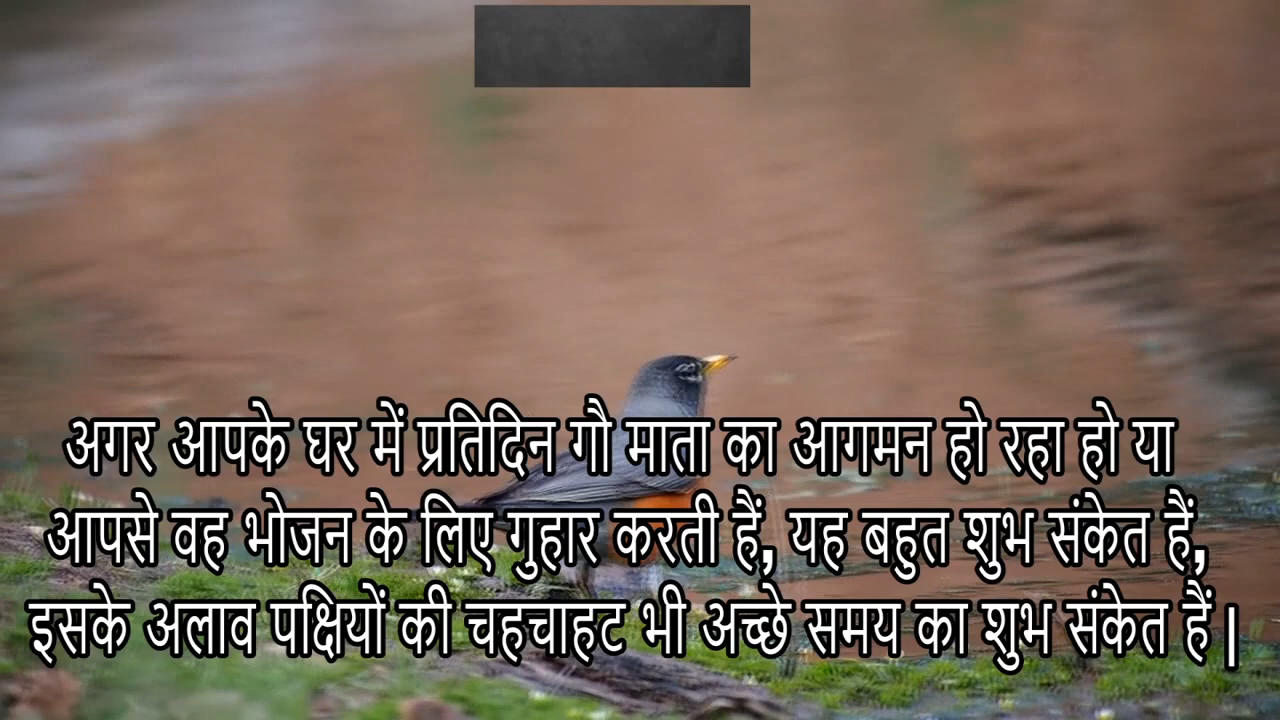 अगर आपके घर में प्रतिदिन गौ माता का आगमन हो रहा हो या
आपसे वह भोजन के लिए गुहार करती हैं, यह बहुत शुभ संकेत हैं,
इसके अलाव पक्षियों की चहचाहट भी अच्छे समय का शुभ संकेत हैं।